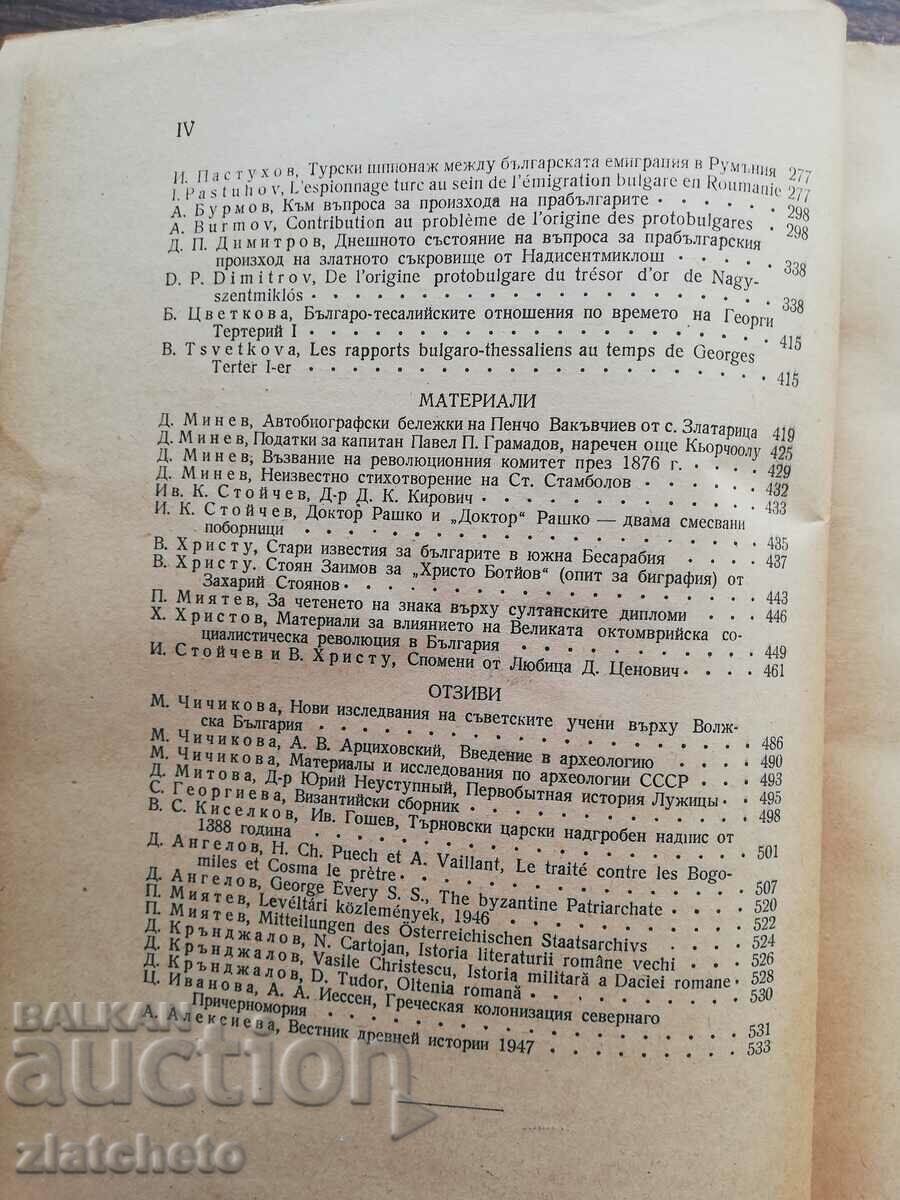 IV
И. Пастухов, Турски шпионаж между българската емиграция в Румъния 277
I. Pastuhov, L'espionnage turc au sein de l'émigration bulgare en Roumanie 277
А. Бурмов, Към въпроса за произхода на прабългарите . . . . . . 298
A. Burmov, Contribution au problème de l'origine des protobulgares . 298
Д. П. Димитров, Днешното състояние на въпроса за прабългарския
произход на златното съкровище от Надисентмиклош . . . . . 338
D. P. Dimitrov, De l'origine protobulgare du trésor d'or de Nagy-
szentmiklós . . . . . . . . . . . . . . . . . 338
Б. Цветкова, Българо-тесалийските отношения по времето на Георги
Тертерий I . . . . . . . . . . . . . . . . . 415
B. Tsvetkova, Les rapports bulgaro-thessaliens au temps de Georges
Terter I-er . . . . . . . . . . . . . . . . . 415
МАТЕРИАЛИ
Д. Минев, Автобиографски бележки на Пенчо Вакъвчиев от с. Златарица 419
Д. Минев, Податки за капитан Павел П. Грамадов, наречен още Кьорчоолу 425
Д. Минев, Възвание на революционния комитет през 1876 г. . . . . 429
Д. Минев, Неизвестно стихотворение на Ст. Стамболов . . . . . . 432
Ив. К. Стойчев, Д-р Д. К. Кирович . . . . . . . . . . . 433
И. К. Стойчев, Доктор Рашко и „Доктор“ Рашко — двама смесвани
поборници . . . . . . . . . . . . . . . . . 435
В. Христу, Стари известия за българите в южна Бесарабия . . . . 437
В. Христу. Стоян Заимов за „Христо Ботйов“ (опит за биграфия) от
Захарий Стоянов . . . . . . . . . . . . . . . 443
П. Миятев, За четенето на знака върху султанските дипломи . . . 446
Х. Христов, Материали за влиянието на Великата октомврийска со-
циалистическа революция в България . . . . . . . . . 449
И. Стойчев и В. Христу, Спомени от Любица Д. Ценович . . . . 461
ОТЗИВИ
М. Чичикова, Нови изследвания на съветските учени върху Волж-
ска България . . . . . . . . . . . . . . . . 486
М. Чичикова, А. В. Арциховский, Введение в археологию . . . . 490
М. Чичикова, Материалы и исследования по археологии СССР . . . 493
Д. Митова, Д-р Юрий Неуступный, Первобытная история Лужицы . . 495
С. Георгиева, Византийски сборник . . . . . . . . . . . 498
В. С. Киселков, Ив. Гошев, Търновски царски надгробен надпис от
1388 година . . . . . . . . . . . . . . . . 501
Д. Ангелов, H. Ch. Puech et A. Vaillant, Le traité contre les Bogo-
miles et Cosma le prêtre . . . . . . . . . . . . . 507
Д. Ангелов, George Every S. S., The byzantine Patriarchate . . . . 520
П. Миятев, Levéltári közlemények, 1946 . . . . . . . . . . 522
П. Миятев, Mitteilungen des Österreichischen Staatsarchivs . . . . 524
Д. Крънджалов, N. Cartojan, Istoria literaturii române vechi . . . 526
Д. Крънджалов, Vasile Christescu, Istoria militară a Daciei romane . 528
Д. Крънджалов, D. Tudor, Oltenia romană . . . . . . . . . 530
Ц. Иванова, А. А. Иессен, Греческая колонизация севернаго
Причерномория . . . . . . . . . . . . . . . 531
А. Алексиева, Вестник древней истории 1947 . . . . . . . . 533
BALKAN
auction
zlatcheto